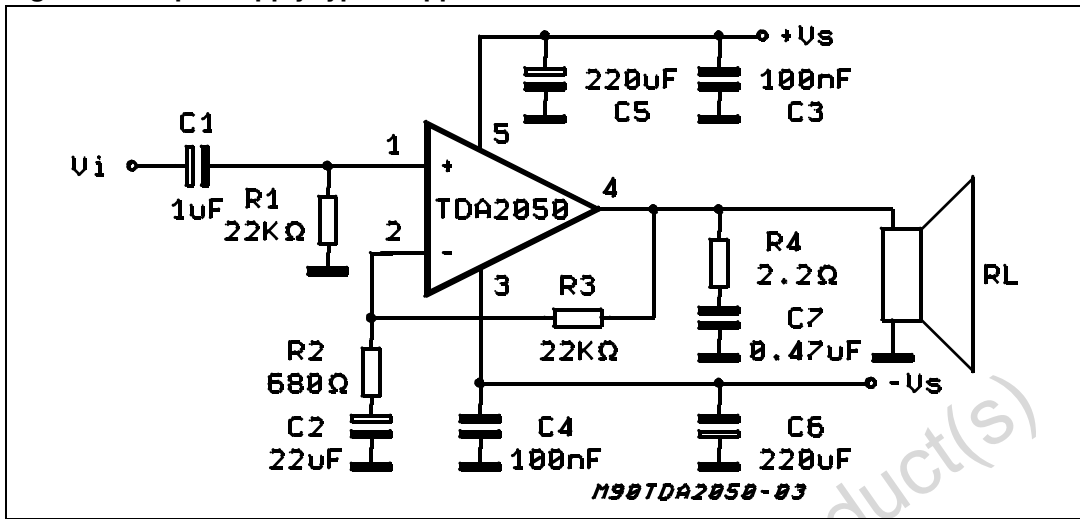 +Vs
220uF
C5
100nF
C3
C1
Vi
1uF
R1
22KΩ
1
+
5
TDA2050
4
2
-
3
R3
22KΩ
R4
2.2Ω
C7
0.47uF
RL
R2
680Ω
C2
22uF
C4
100nF
-Vs
C6
220uF
M90TDA2050-03
duct(s)